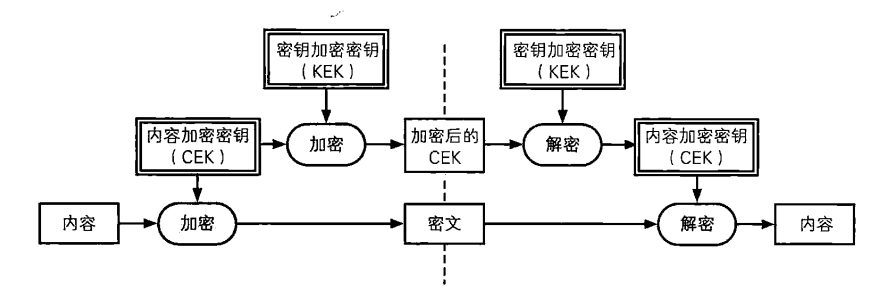 密钥加密密钥
（KEK）
密钥加密密钥
（KEK）
内容加密密钥
（CEK）
加密
加密后的
CEK
解密
内容加密密钥
（CEK）
内容
加密
密文
解密
内容